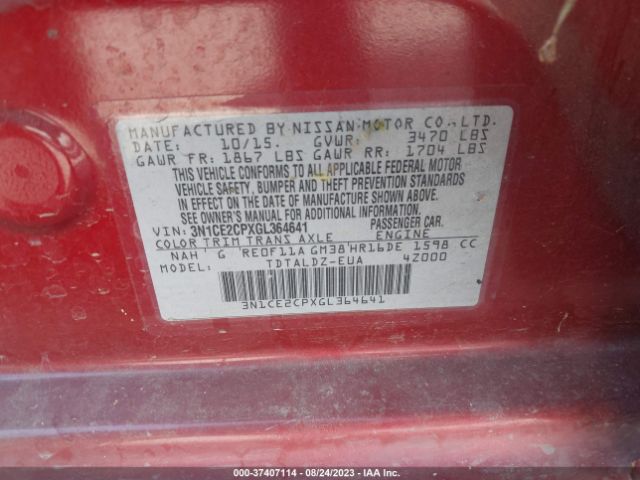 MANUFACTURED BY NISSAN MOTOR CO., LTD.
DATE: 10/15. GVWR: 3470 LBS
GAWR FR: 1867 LBS GAWR RR: 1704 LBS
THIS VEHICLE CONFORMS TO ALL APPLICABLE FEDERAL MOTOR
VEHICLE SAFETY, BUMPER AND THEFT PREVENTION STANDARDS
IN EFFECT ON THE DATE OF MANUFACTURE SHOWN ABOVE.
SEE OWNER'S MANUAL FOR ADDITIONAL INFORMATION.
VIN: 3N1CE2CPXGL364641 PASSENGER CAR.
COLOR TRIM TRANS AXLE ENGINE
NAH G RE0F11A GM38 HR16DE 1598 CC
MODEL: TDTALDZ-EUA 4Z000
3N1CE2CPXGL364641
000-37407114 - 08/24/2023 - IAA Inc.